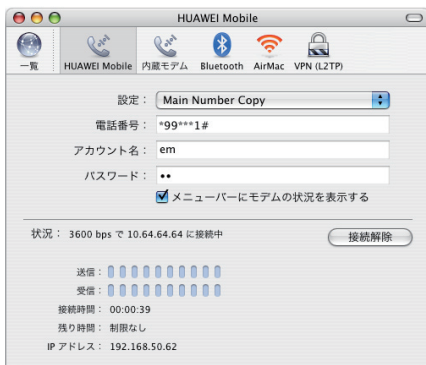 HUAWEI Mobile
一覧 HUAWEI Mobile 内蔵モデム Bluetooth AirMac VPN (L2TP)
設定： Main Number Copy
電話番号： *99***1#
アカウント名： em
パスワード： ••
メニューバーにモデムの状況を表示する
状況： 3600 bps で 10.64.64.64 に接続中 接続解除
送信：
受信：
接続時間： 00:00:39
残り時間： 制限なし
IP アドレス： 192.168.50.62